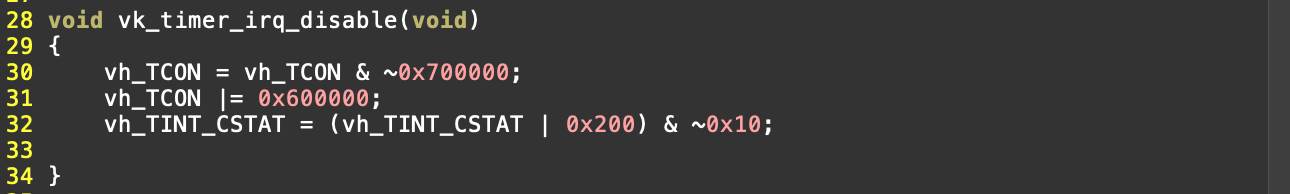 28 void vk_timer_irq_disable(void)
29 {
30     vh_TCON = vh_TCON & ~0x700000;
31     vh_TCON |= 0x600000;
32     vh_TINT_CSTAT = (vh_TINT_CSTAT | 0x200) & ~0x10;
33
34 }